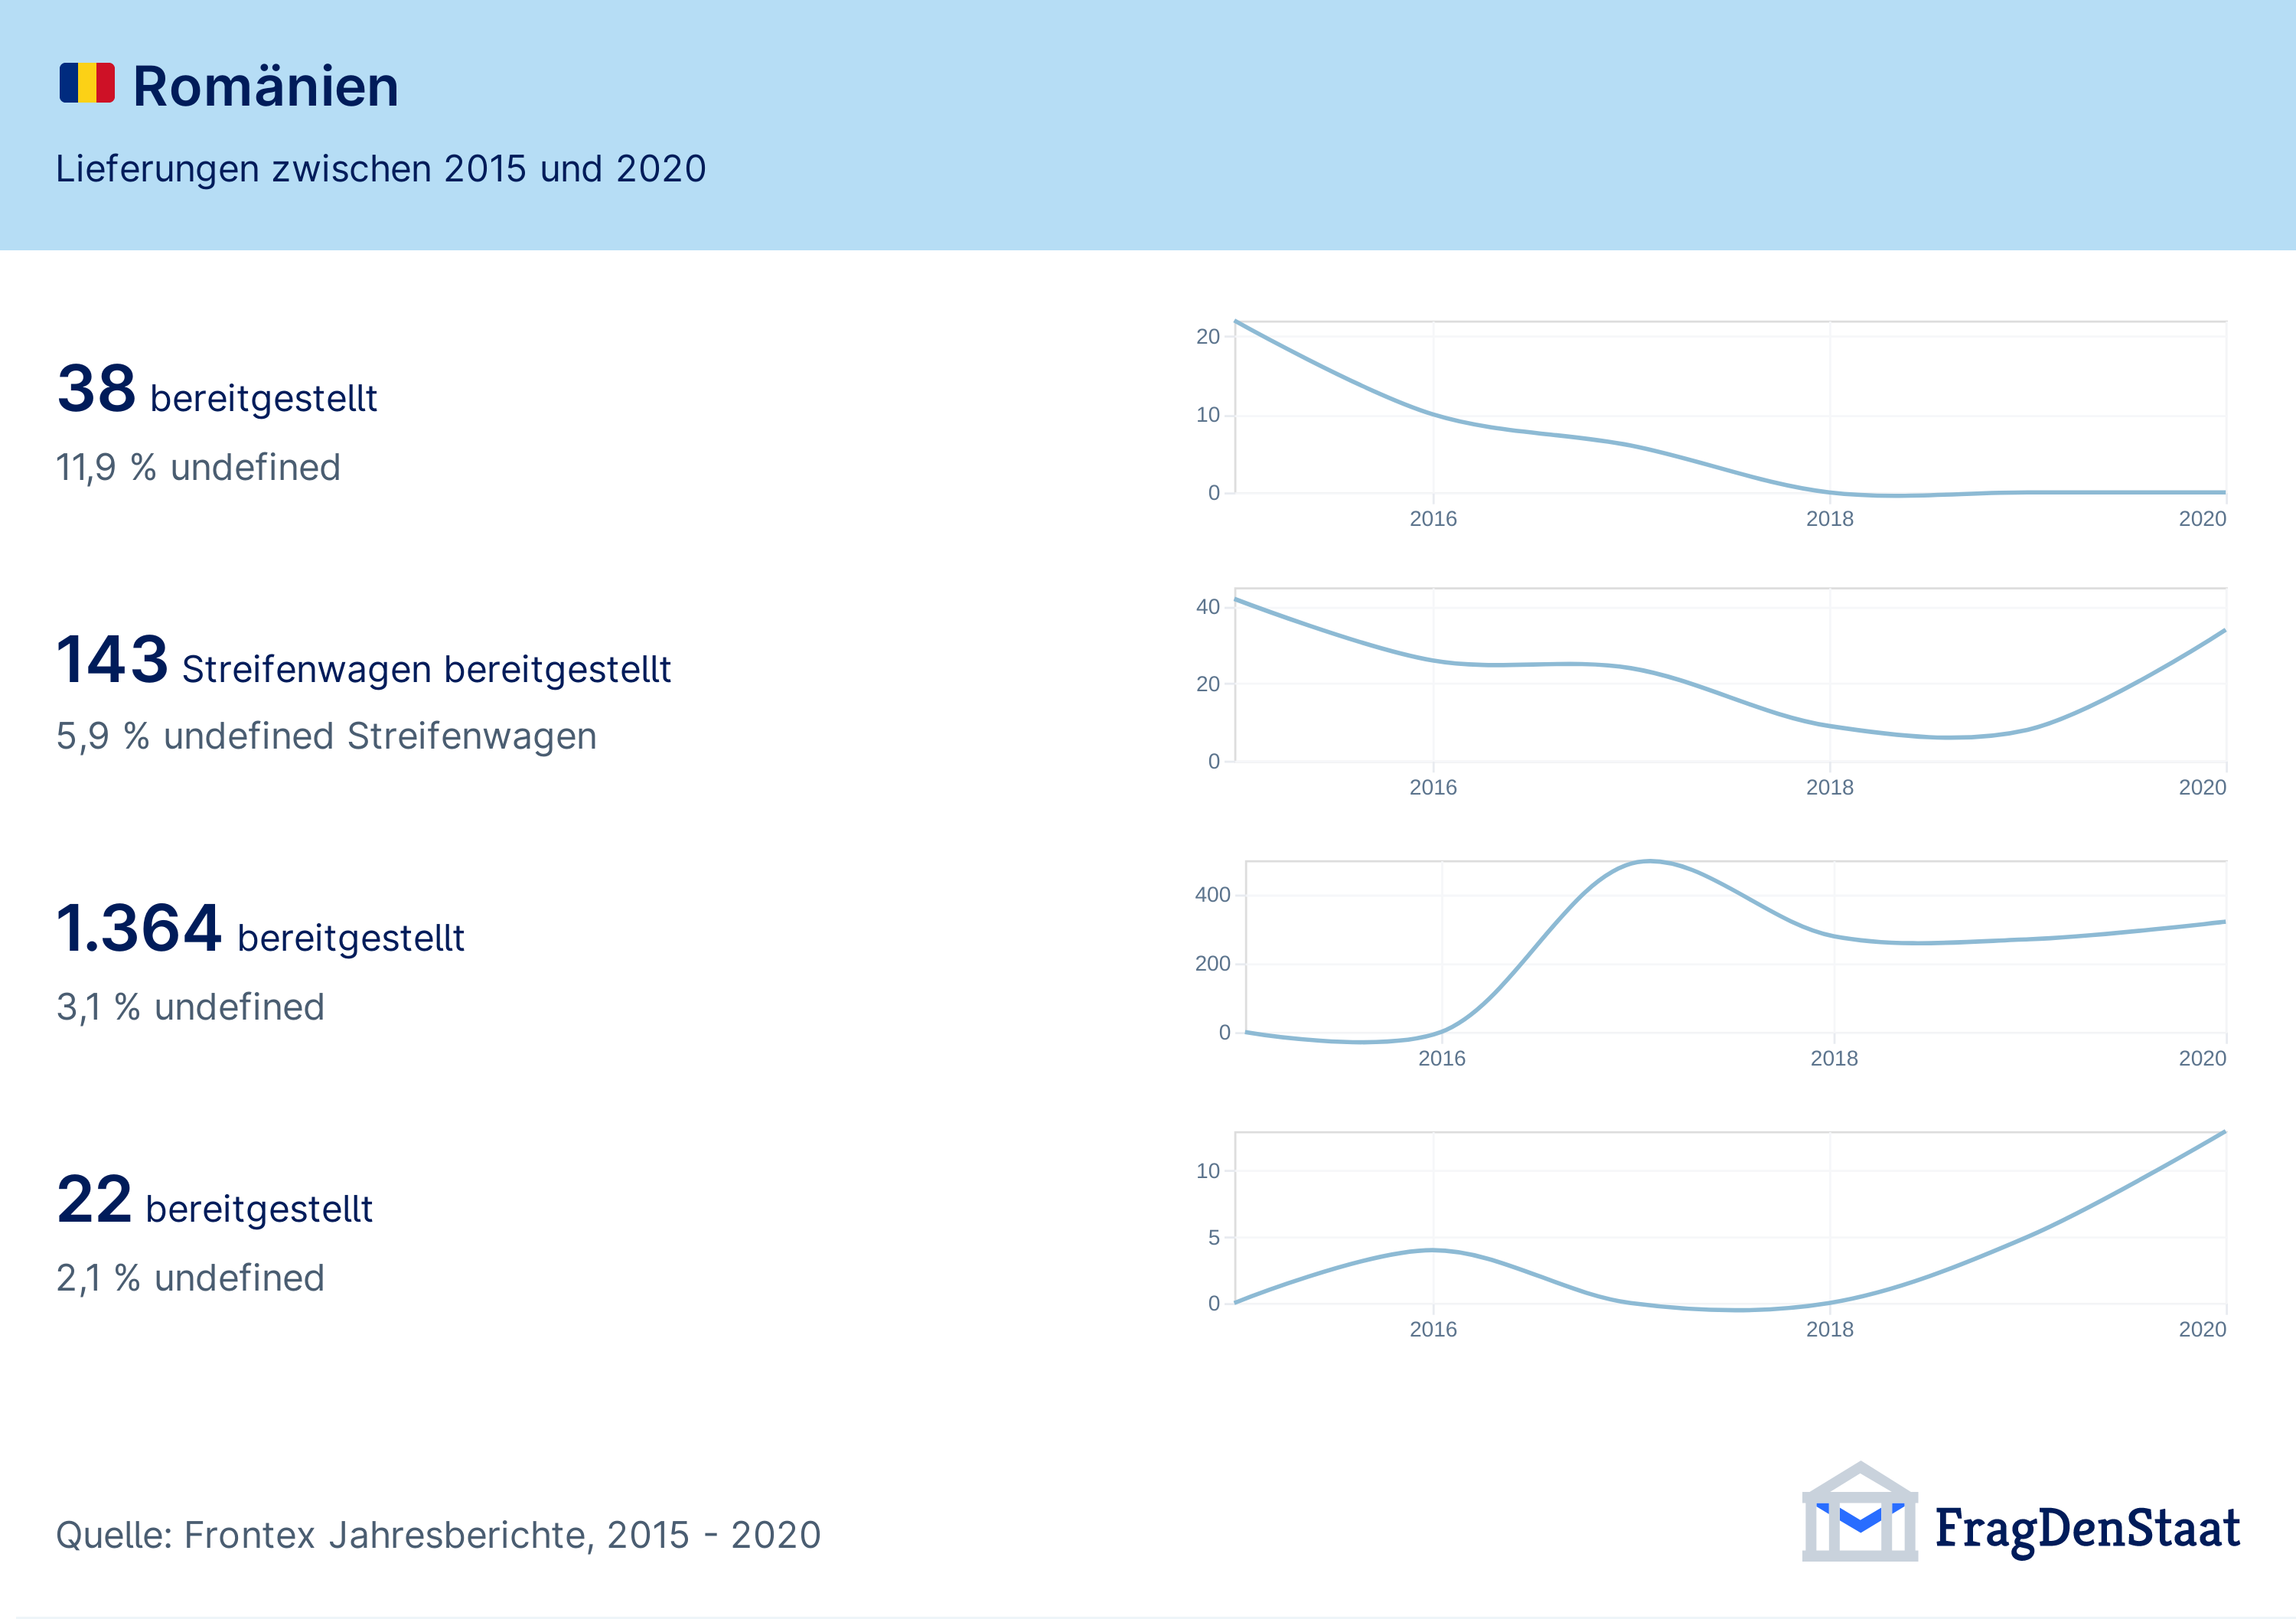 Romänien
Lieferungen zwischen 2015 und 2020
38 bereitgestellt
11,9 % undefined
20
10
0
2016 2018 2020
143 Streifenwagen bereitgestellt
5,9 % undefined Streifenwagen
40
20
0
2016 2018 2020
1.364 bereitgestellt
3,1 % undefined
400
200
0
2016 2018 2020
22 bereitgestellt
2,1 % undefined
10
5
0
2016 2018 2020
Quelle: Frontex Jahresberichte, 2015 - 2020
FragDenStaat